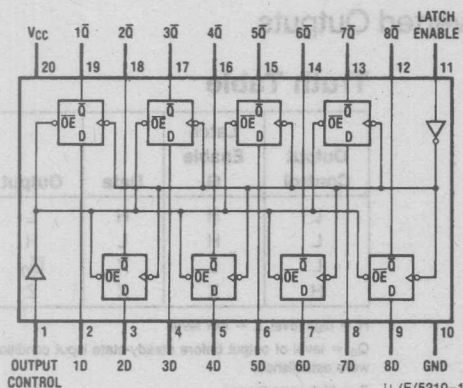 VCC 1Q̅ 2Q̅ 3Q̅ 4Q̅ 5Q̅ 6Q̅ 7Q̅ 8Q̅ LATCH ENABLE
20 19 18 17 16 15 14 13 12 11
Q̅ Q̅ Q̅ Q̅
O̅E̅ O̅E̅ O̅E̅ O̅E̅
D D D D
Q̅ Q̅ Q̅ Q̅
O̅E̅ O̅E̅ O̅E̅ O̅E̅
D D D D
1 2 3 4 5 6 7 8 9 10
OUTPUT CONTROL 1D 2D 3D 4D 5D 6D 7D 8D GND